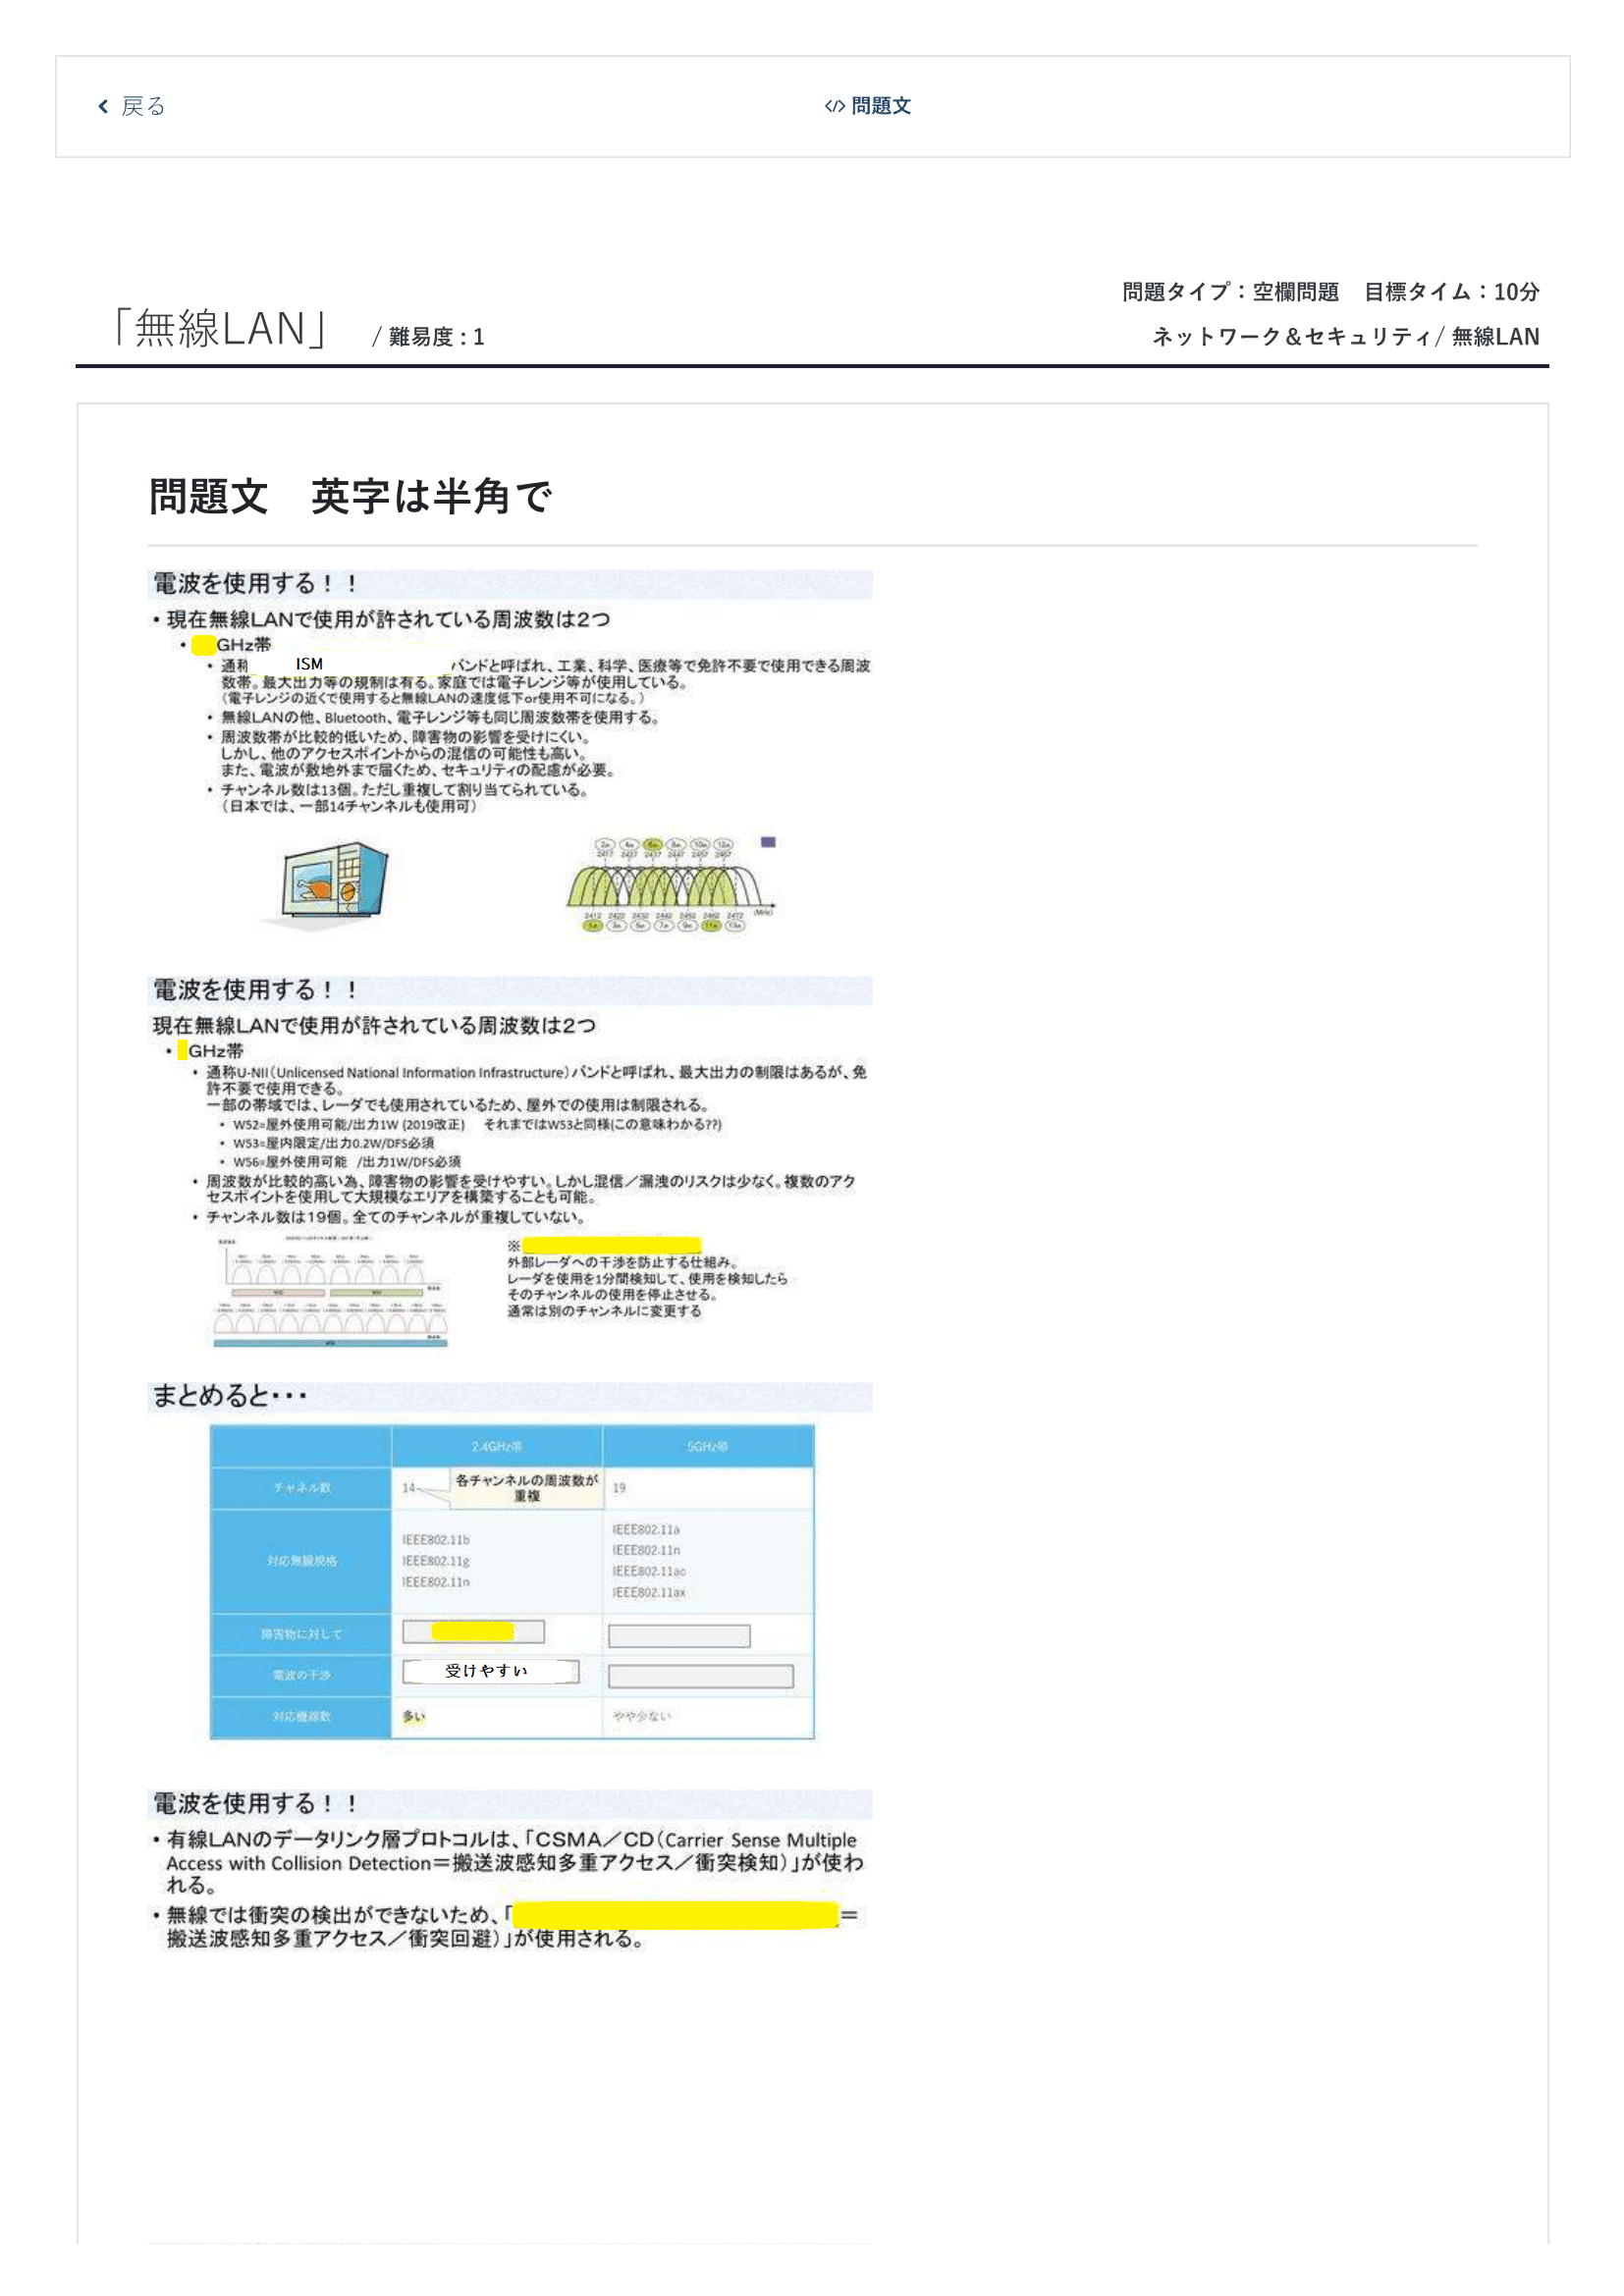 戻る
</> 問題文
問題タイプ：空欄問題　目標タイム：10分
「無線LAN」 / 難易度 : 1
ネットワーク＆セキュリティ/ 無線LAN
問題文　英字は半角で
電波を使用する！！
・現在無線LANで使用が許されている周波数は2つ
・GHz帯
・通称 ISM バンドと呼ばれ、工業、科学、医療等で免許不要で使用できる周波
数帯。最大出力等の規制は有る。家庭では電子レンジ等が使用している。
（電子レンジの近くで使用すると無線LANの速度低下or使用不可になる。）
・無線LANの他、Bluetooth、電子レンジ等も同じ周波数帯を使用する。
・周波数帯が比較的低いため、障害物の影響を受けにくい。
しかし、他のアクセスポイントからの混信の可能性も高い。
また、電波が敷地外まで届くため、セキュリティの配慮が必要。
・チャンネル数は13個。ただし重複して割り当てられている。
（日本では、一部14チャンネルも使用可）
2417 2427 2437 2447 2457 2467
2412 2422 2432 2442 2452 2462 2472 (MHz)
電波を使用する！！
現在無線LANで使用が許されている周波数は2つ
・GHz帯
・通称U-NII（Unlicensed National Information Infrastructure）バンドと呼ばれ、最大出力の制限はあるが、免
許不要で使用できる。
一部の帯域では、レーダでも使用されているため、屋外での使用は制限される。
・W52=屋外使用可能/出力1W (2019改正)　それまではW53と同様(この意味わかる??)
・W53=屋内限定/出力0.2W/DFS必須
・W56=屋外使用可能 /出力1W/DFS必須
・周波数が比較的高い為、障害物の影響を受けやすい。しかし混信／漏洩のリスクは少なく。複数のアク
セスポイントを使用して大規模なエリアを構築することも可能。
・チャンネル数は19個。全てのチャンネルが重複していない。
※
外部レーダへの干渉を防止する仕組み。
レーダを使用を1分間検知して、使用を検知したら
そのチャンネルの使用を停止させる。
通常は別のチャンネルに変更する
まとめると・・・
2.4GHz帯 5GHz帯
チャネル数 14 各チャンネルの周波数が 19
重複
対応無線規格
IEEE802.11b
IEEE802.11g
IEEE802.11n
IEEE802.11a
IEEE802.11n
IEEE802.11ac
IEEE802.11ax
障害物に対して
電波の干渉 受けやすい
対応機器数 多い やや少ない
電波を使用する！！
・有線LANのデータリンク層プロトコルは、「CSMA／CD（Carrier Sense Multiple
Access with Collision Detection＝搬送波感知多重アクセス／衝突検知）」が使わ
れる。
・無線では衝突の検出ができないため、「＝
搬送波感知多重アクセス／衝突回避）」が使用される。